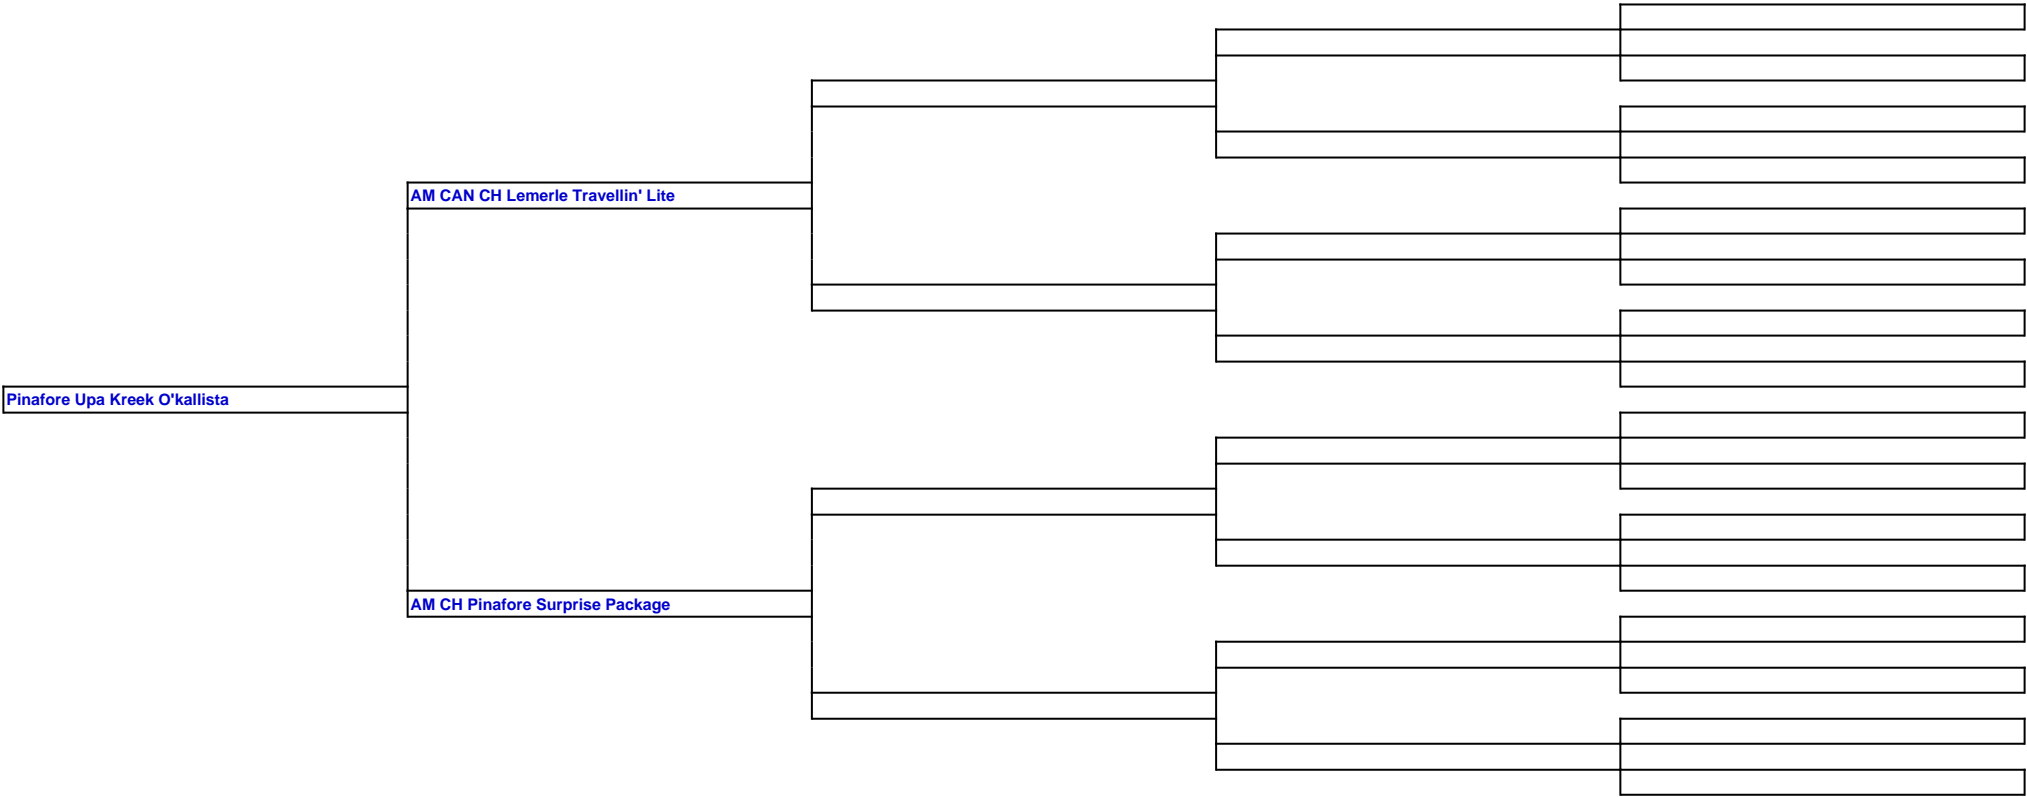 AM CAN CH Lemerle Travellin' Lite
Pinafore Upa Kreek O'kallista
AM CH Pinafore Surprise Package